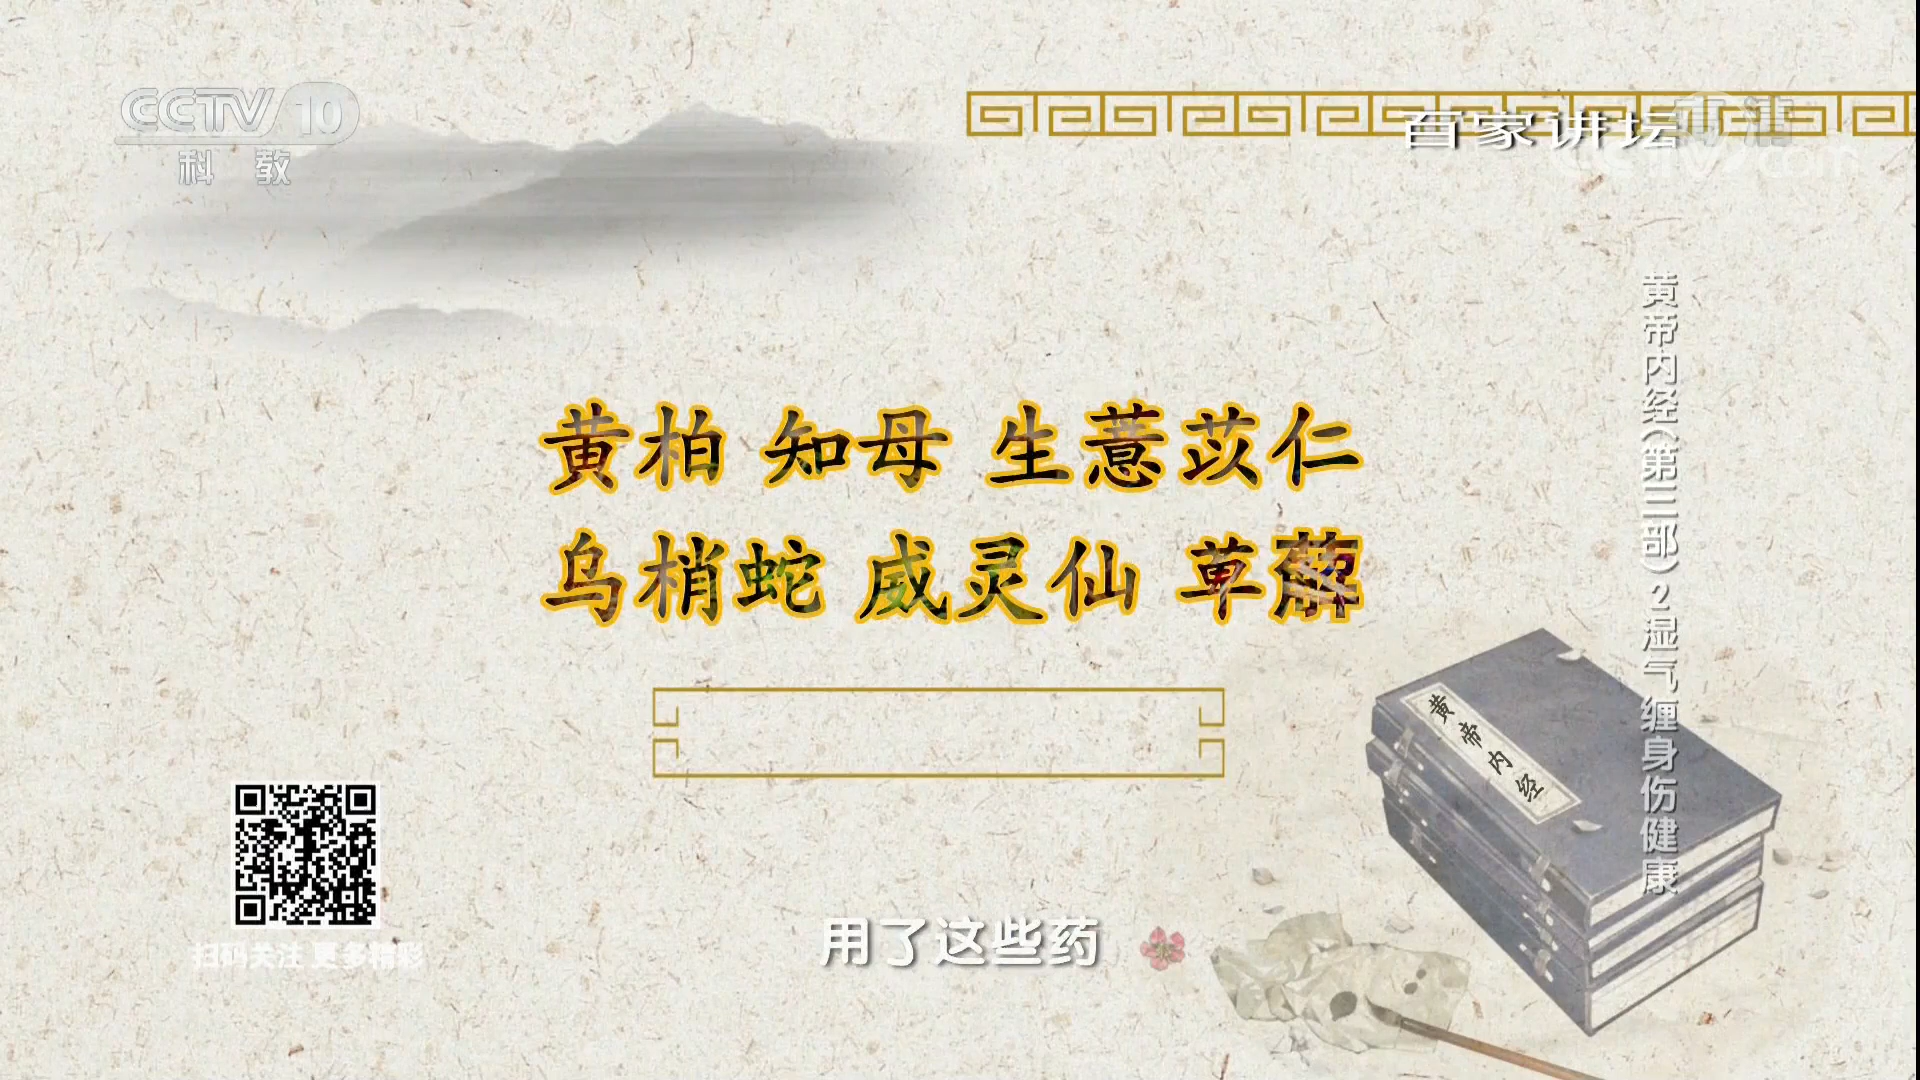 CCTV 10
科教
百家讲坛
高清
黄帝内经(第三部)2湿气缠身伤健康
黄柏 知母 生薏苡仁
乌梢蛇 威灵仙 萆薢
黄帝内经
扫码关注 更多精彩
用了这些药